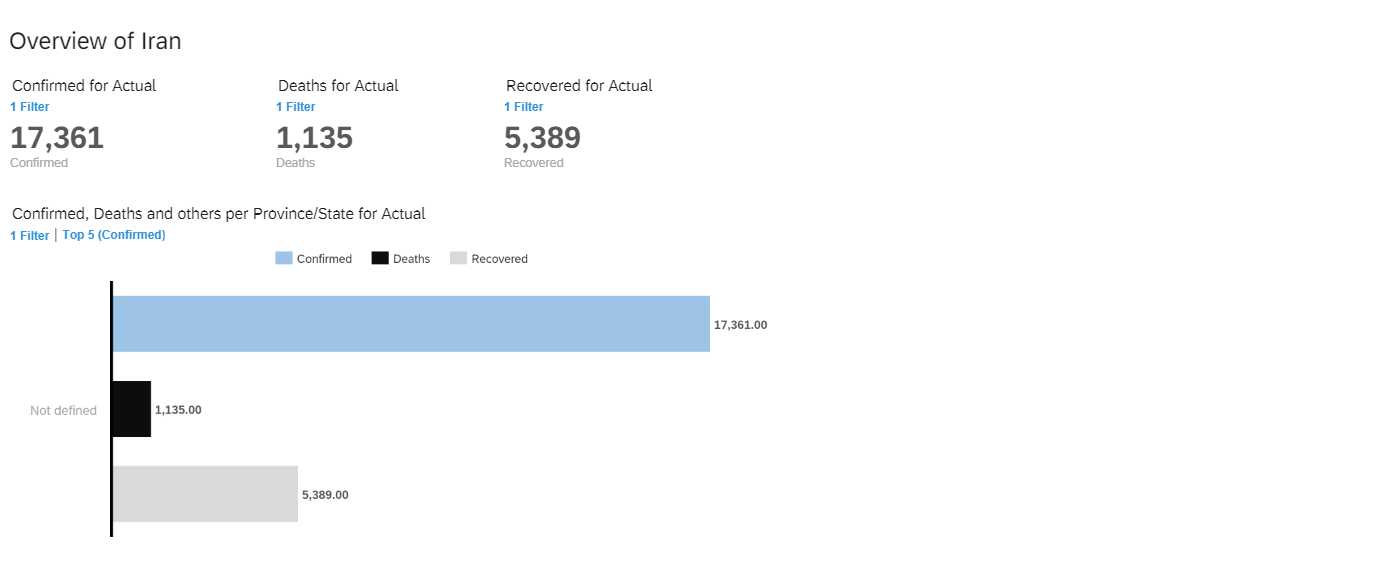 Overview of Iran
Confirmed for Actual
Deaths for Actual
Recovered for Actual
1 Filter
1 Filter
1 Filter
17,361
1,135
5,389
Confirmed
Deaths
Recovered
Confirmed, Deaths and others per Province/State for Actual
1 Filter | Top 5 (Confirmed)
Confirmed
Deaths
Recovered
17,361.00
Not defined
1,135.00
5,389.00